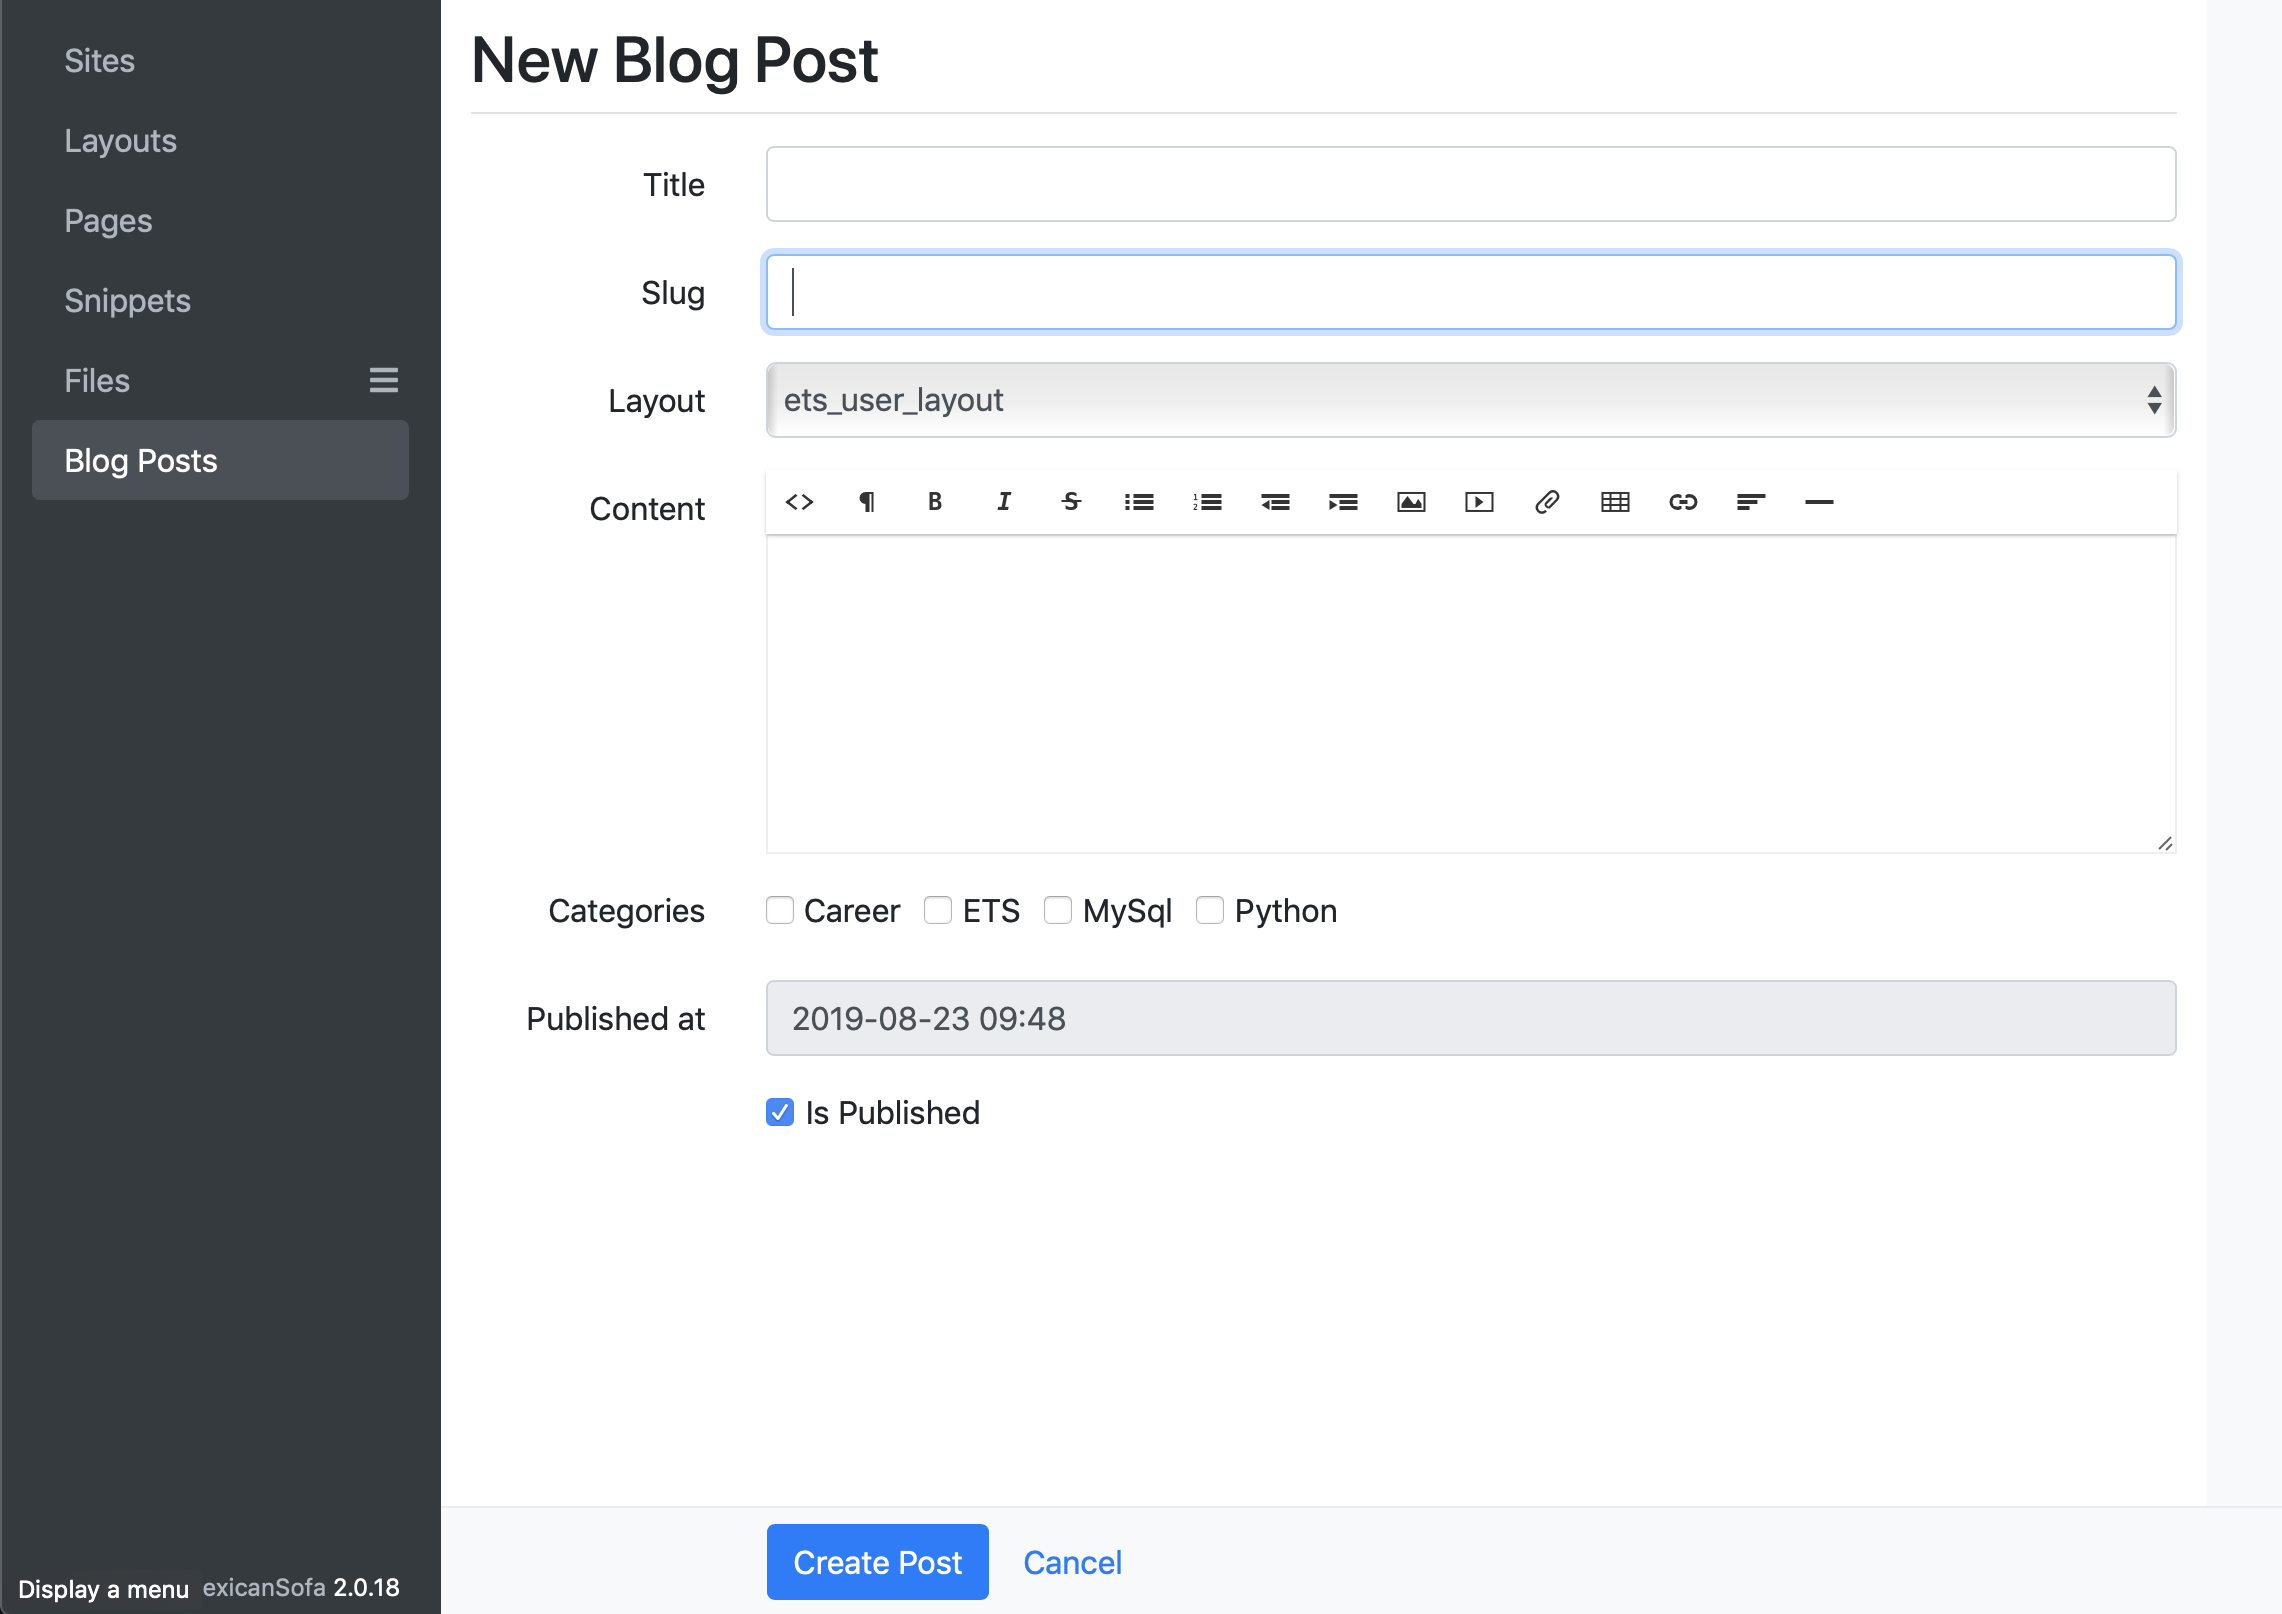 Sites
Layouts
Pages
Snippets
Files
Blog Posts
New Blog Post
Title
Slug
Layout
ets_user_layout
Content
Categories
Career ETS MySql Python
Published at
2019-08-23 09:48
Is Published
Create Post Cancel
Display a menu exicanSofa 2.0.18